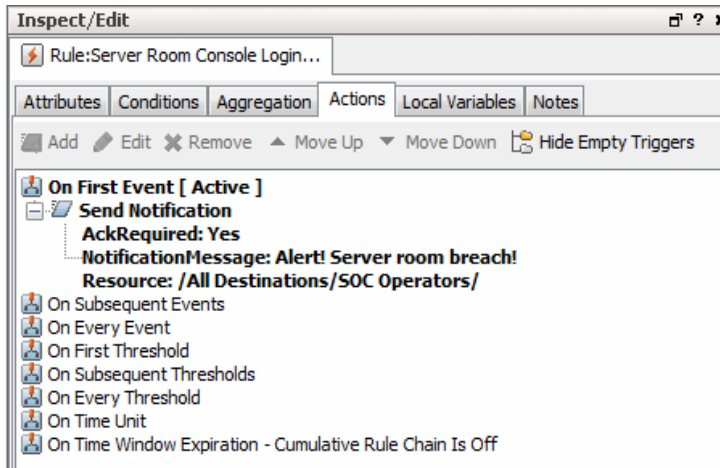 Inspect/Edit
Rule:Server Room Console Login...
Attributes Conditions Aggregation Actions Local Variables Notes
Add Edit Remove Move Up Move Down Hide Empty Triggers
On First Event [ Active ]
Send Notification
AckRequired: Yes
NotificationMessage: Alert! Server room breach!
Resource: /All Destinations/SOC Operators/
On Subsequent Events
On Every Event
On First Threshold
On Subsequent Thresholds
On Every Threshold
On Time Unit
On Time Window Expiration - Cumulative Rule Chain Is Off